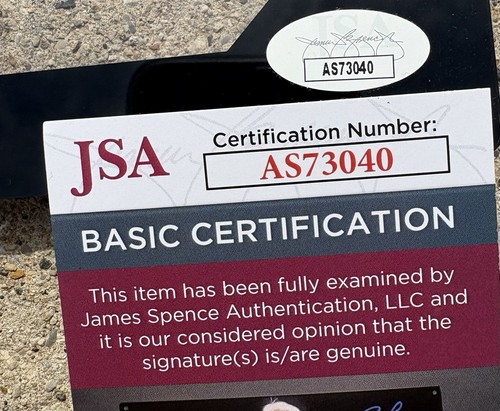 JSA
AS73040
JSA
Certification Number:
AS73040
BASIC CERTIFICATION
This item has been fully examined by
James Spence Authentication, LLC and
it is our considered opinion that the
signature(s) is/are genuine.